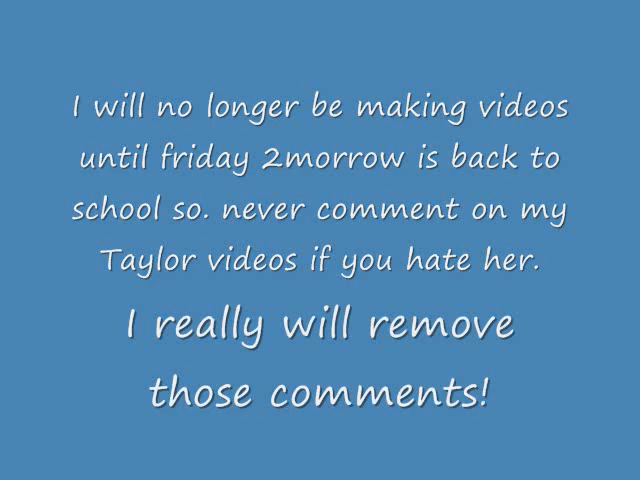 I will no longer be making videos
until friday 2morrow is back to
school so. never comment on my
Taylor videos if you hate her.
I really will remove
those comments!